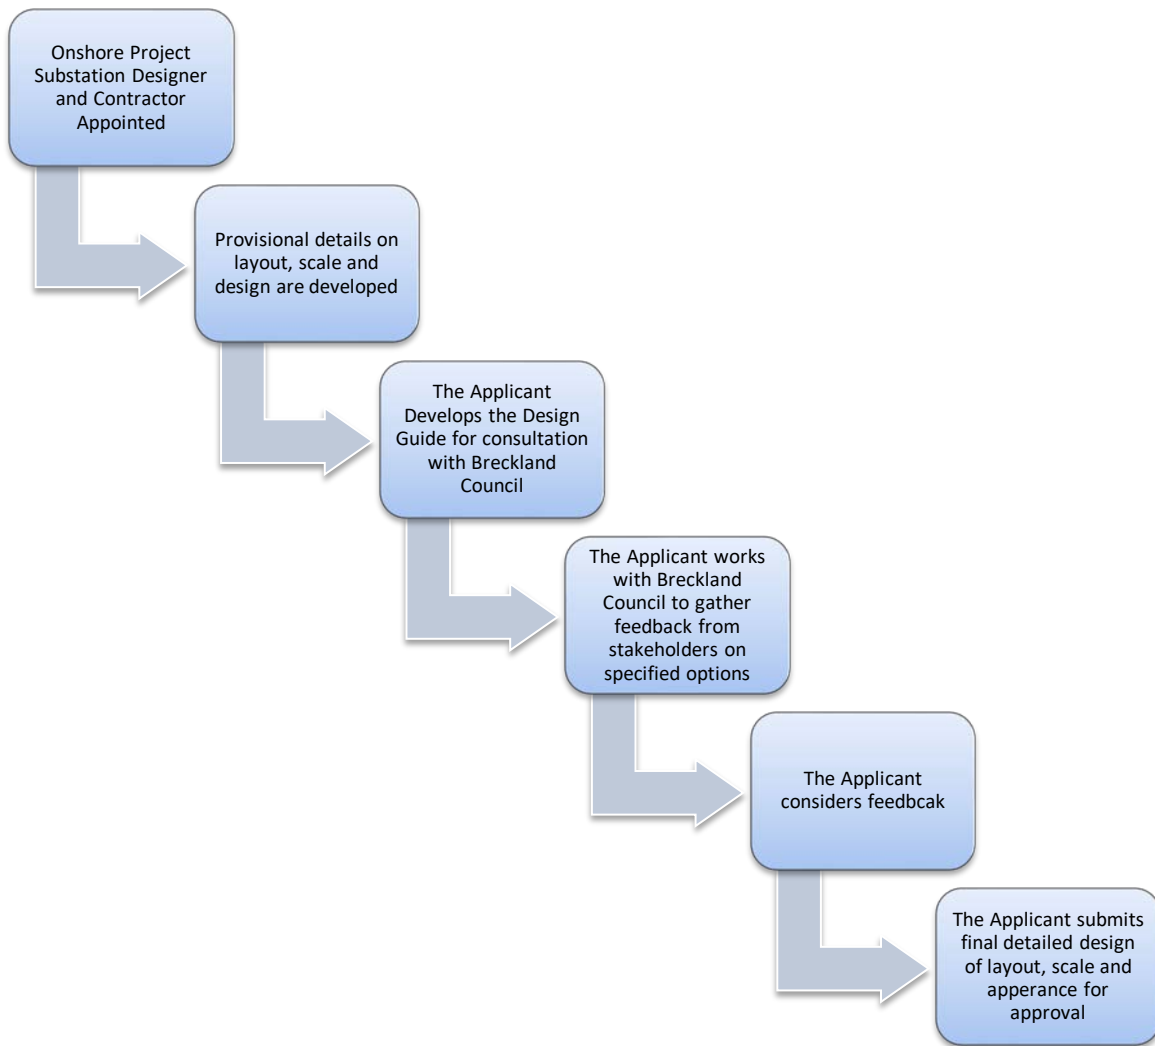 Onshore Project
Substation Designer
and Contractor
Appointed
Provisional details on
layout, scale and
design are developed
The Applicant
Develops the Design
Guide for consultation
with Breckland
Council
The Applicant works
with Breckland
Council to gather
feedback from
stakeholders on
specified options
The Applicant
considers feedbcak
The Applicant submits
final detailed design
of layout, scale and
apperance for
approval